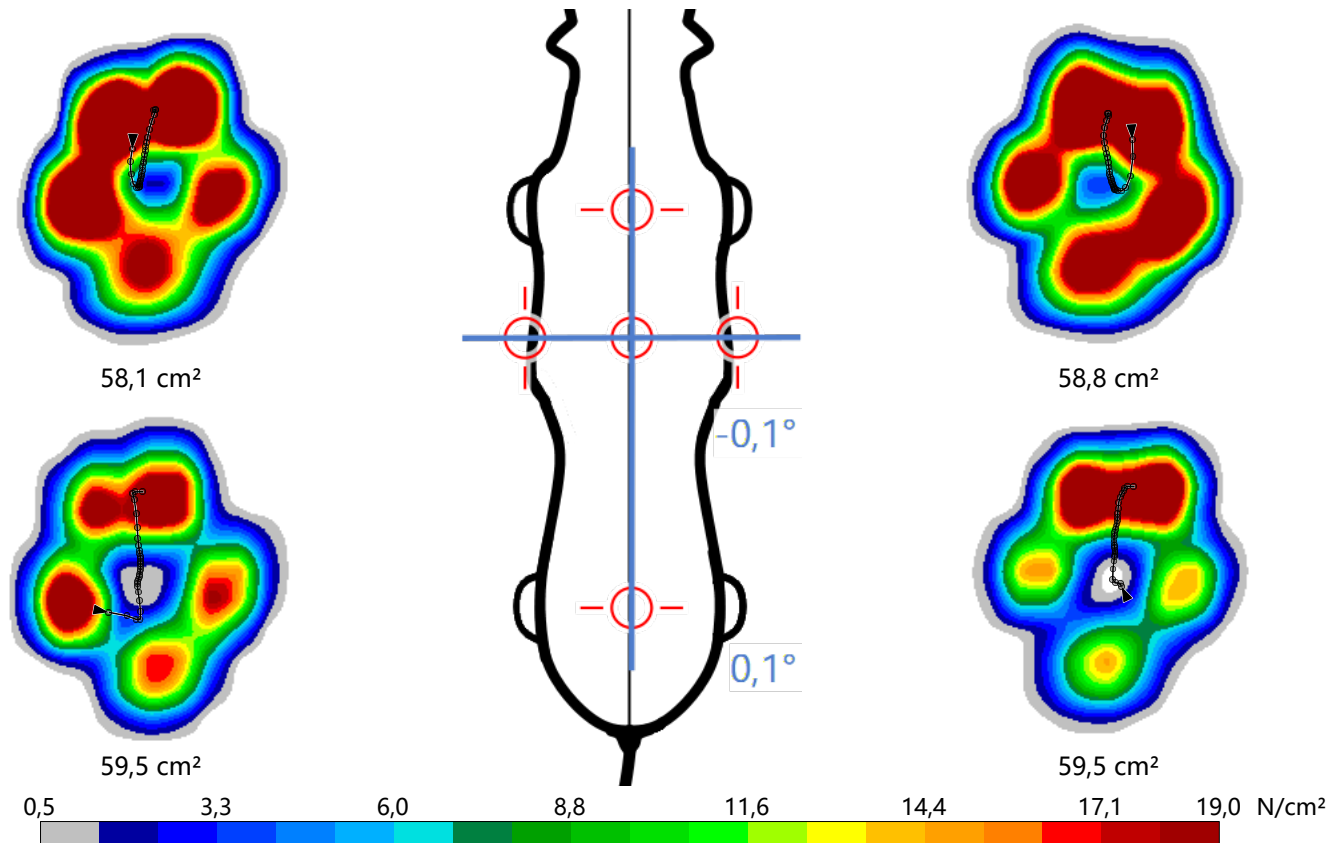 58,1 cm²
58,8 cm²
-0,1°
0,1°
59,5 cm²
59,5 cm²
0,5 3,3 6,0 8,8 11,6 14,4 17,1 19,0 N/cm²